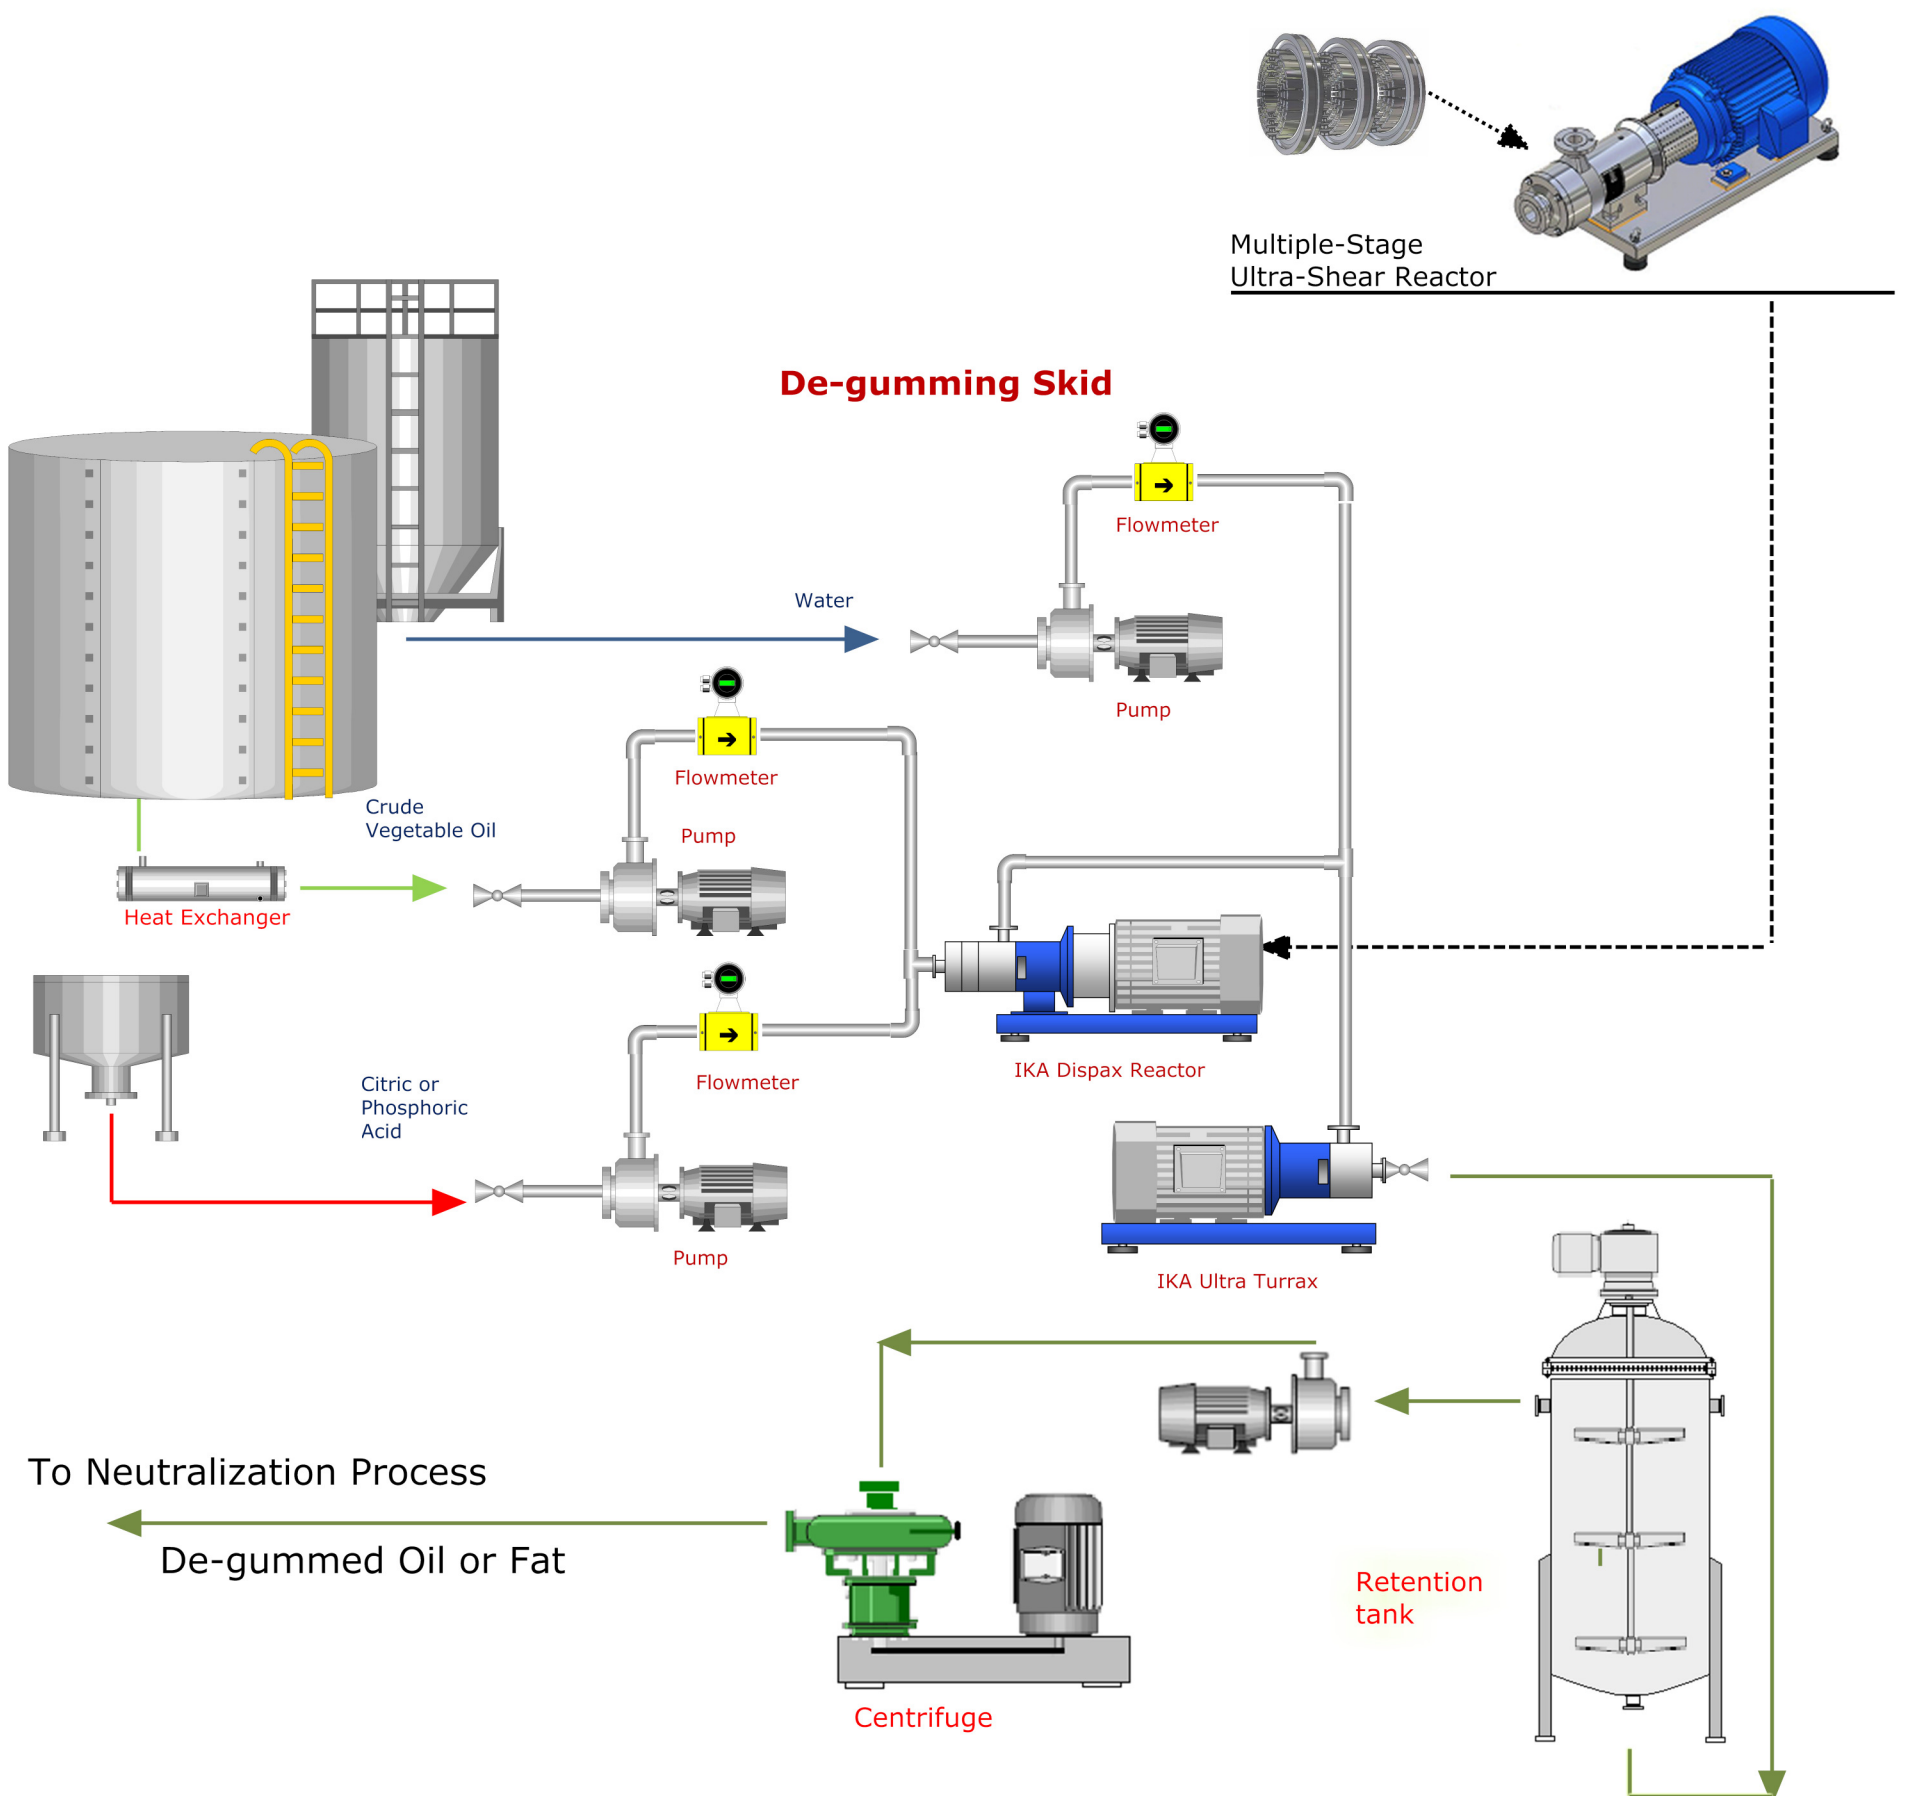 Multiple-Stage
Ultra-Shear Reactor
De-gumming Skid
Flowmeter
Water
Pump
Flowmeter
Crude
Vegetable Oil
Pump
Heat Exchanger
IKA Dispax Reactor
Flowmeter
Citric or
Phosphoric
Acid
Pump
IKA Ultra Turrax
To Neutralization Process
De-gummed Oil or Fat
Retention
tank
Centrifuge